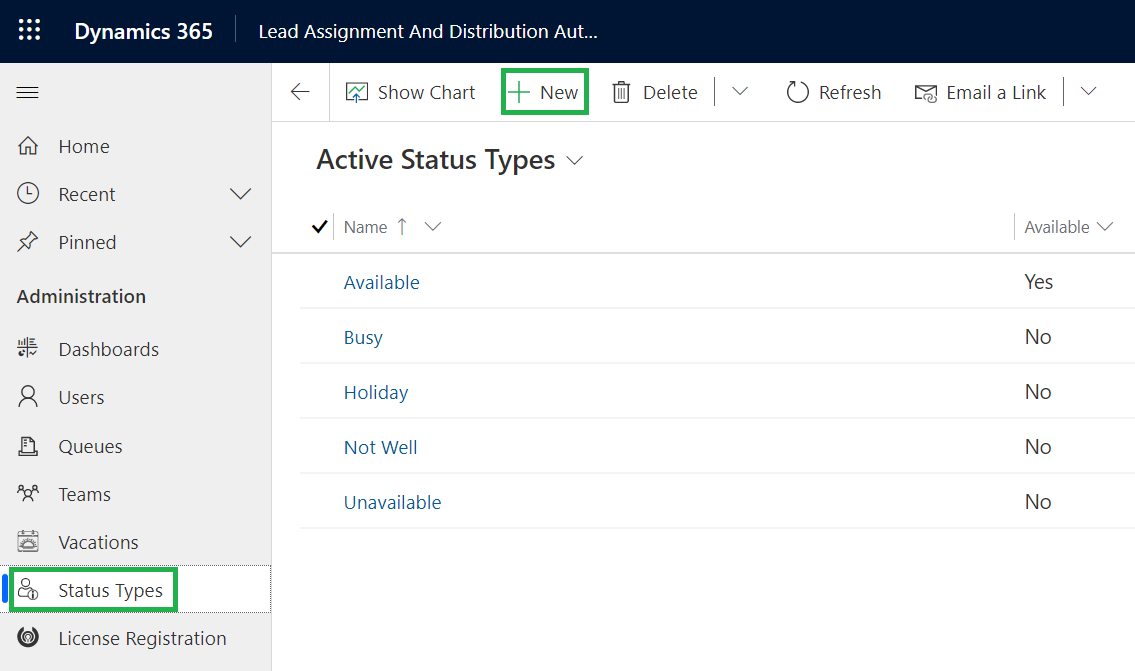 Dynamics 365
Lead Assignment And Distribution Aut...
Show Chart
New
Delete
Refresh
Email a Link
Home
Recent
Pinned
Administration
Dashboards
Users
Queues
Teams
Vacations
Status Types
License Registration
Active Status Types
Name Available
Available Yes
Busy No
Holiday No
Not Well No
Unavailable No